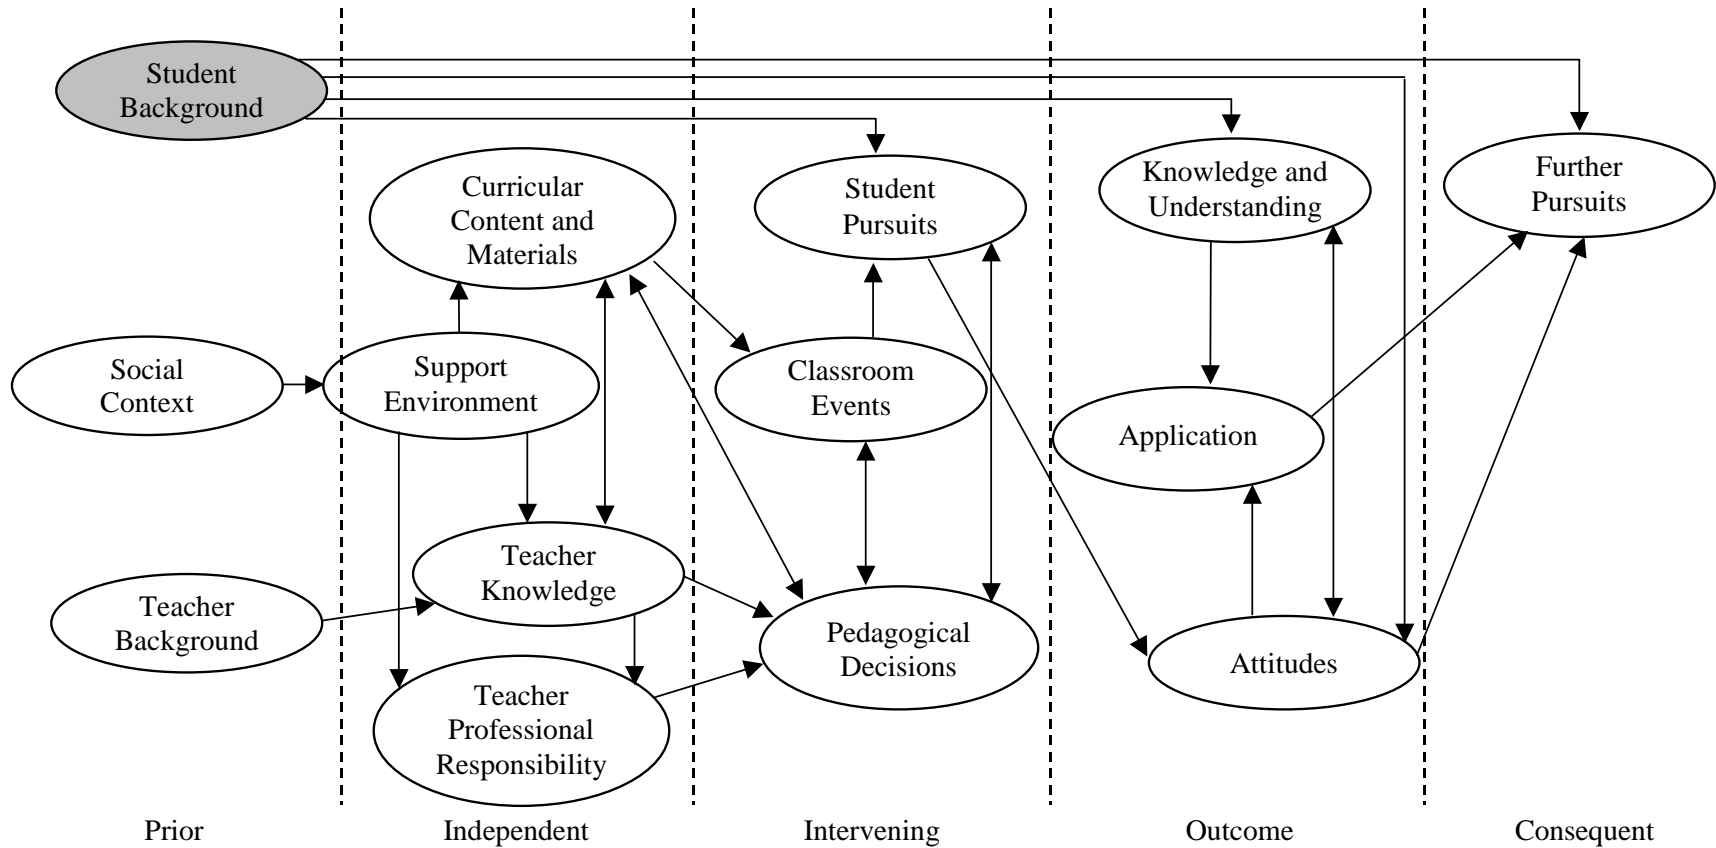 Student
Background
Curricular
Content and
Materials
Student
Pursuits
Knowledge and
Understanding
Further
Pursuits
Social
Context
Support
Environment
Classroom
Events
Application
Teacher
Background
Teacher
Knowledge
Pedagogical
Decisions
Attitudes
Teacher
Professional
Responsibility
Prior
Independent
Intervening
Outcome
Consequent